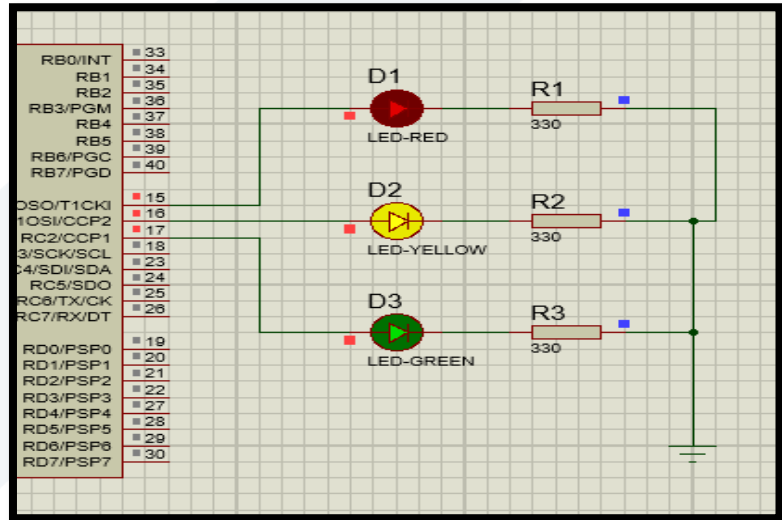 RB0/INT 33
RB1 34
RB2 35
RB3/PGM 36
RB4 37
RB5 38
RB6/PGC 39
RB7/PGD 40
OSO/T1CKI 15
1OSI/CCP2 16
RC2/CCP1 17
3/SCK/SCL 18
C4/SDI/SDA 23
RC5/SDO 24
RC6/TX/CK 25
RC7/RX/DT 26
RD0/PSP0 19
RD1/PSP1 20
RD2/PSP2 21
RD3/PSP3 22
RD4/PSP4 27
RD5/PSP5 28
RD6/PSP6 29
RD7/PSP7 30
D1
LED-RED
R1
330
D2
LED-YELLOW
R2
330
D3
LED-GREEN
R3
330